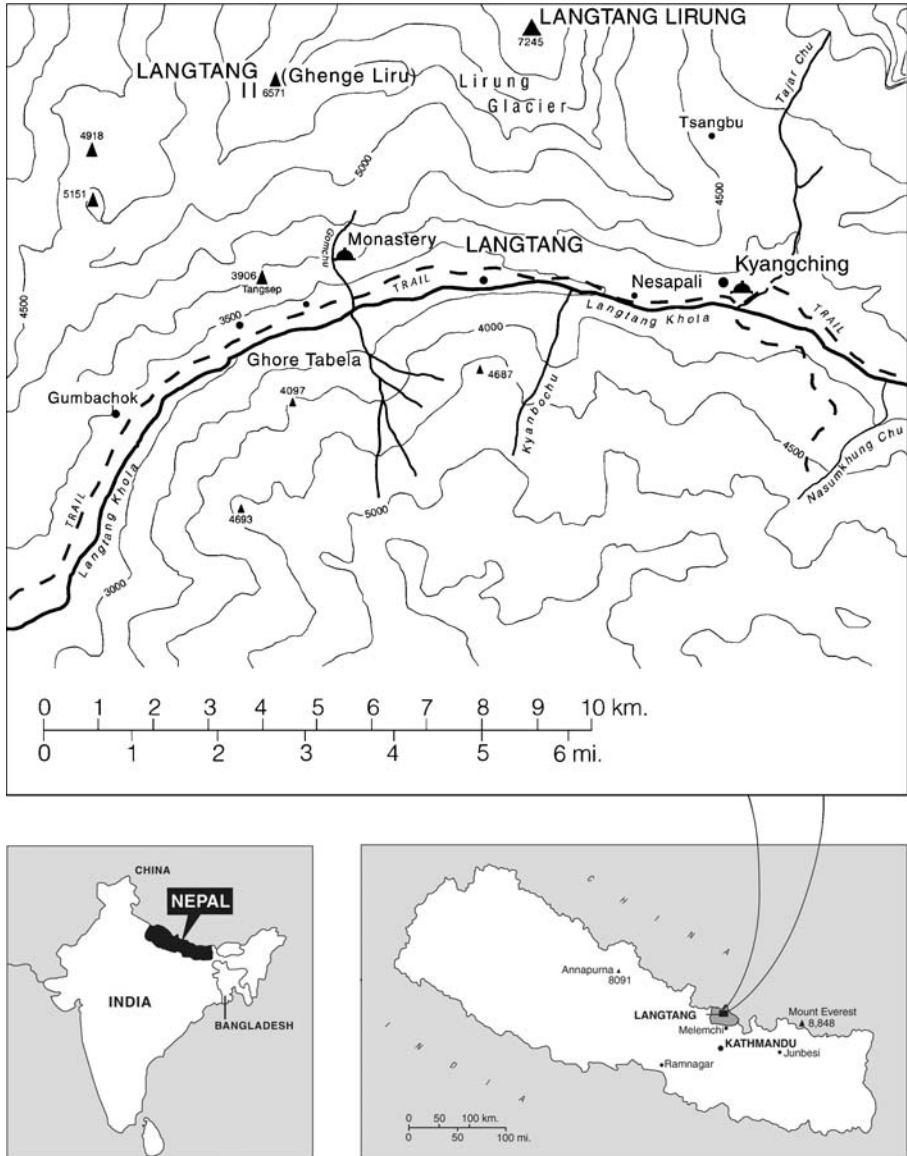 LANGTANG LIRUNG
7245
LANGTANG
II
(Ghenge Liru)
6571
Lirung
Glacier
Tajar Chu
Tsangbu
4918
5151
5000
4500
4500
Gomchu
Monastery
LANGTANG
Kyangching
3906
Tangsep
TRAIL
Nesapali
3500
Langtang Khola
TRAIL
4000
Ghore Tabela
4687
4097
Gumbachok
Kyanbochu
4500
Nasumkhung Chu
TRAIL
Langtang Khola
4693
5000
3000
0 1 2 3 4 5 6 7 8 9 10 km.
0 1 2 3 4 5 6 mi.
CHINA
NEPAL
INDIA
BANGLADESH
CHINA
Annapurna
8091
LANGTANG
Mount Everest
8,848
Melemchi
KATHMANDU
Junbesi
Ramnagar
INDIA
0 50 100 km.
0 50 100 mi.